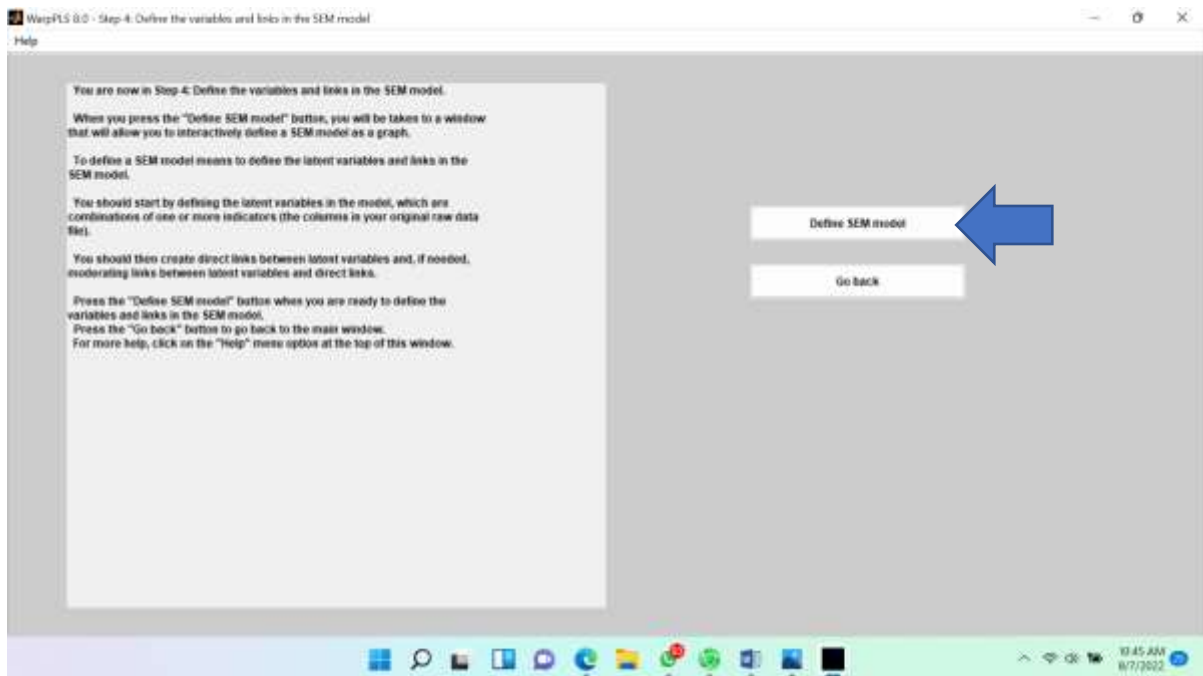 WarpPLS 8.0 - Step 4: Define the variables and links in the SEM model
Help
You are now in Step 4: Define the variables and links in the SEM model.
When you press the "Define SEM model" button, you will be taken to a window
that will allow you to interactively define a SEM model as a graph.
To define a SEM model means to define the latent variables and links in the
SEM model.
You should start by defining the latent variables in the model, which are
combinations of one or more indicators (the columns in your original raw data
file).
You should then create direct links between latent variables and, if needed,
moderating links between latent variables and direct links.
Press the "Define SEM model" button when you are ready to define the
variables and links in the SEM model.
Press the "Go back" button to go back to the main window.
For more help, click on the "Help" menu option at the top of this window.
Define SEM model
Go back
10:45 AM
8/7/2022